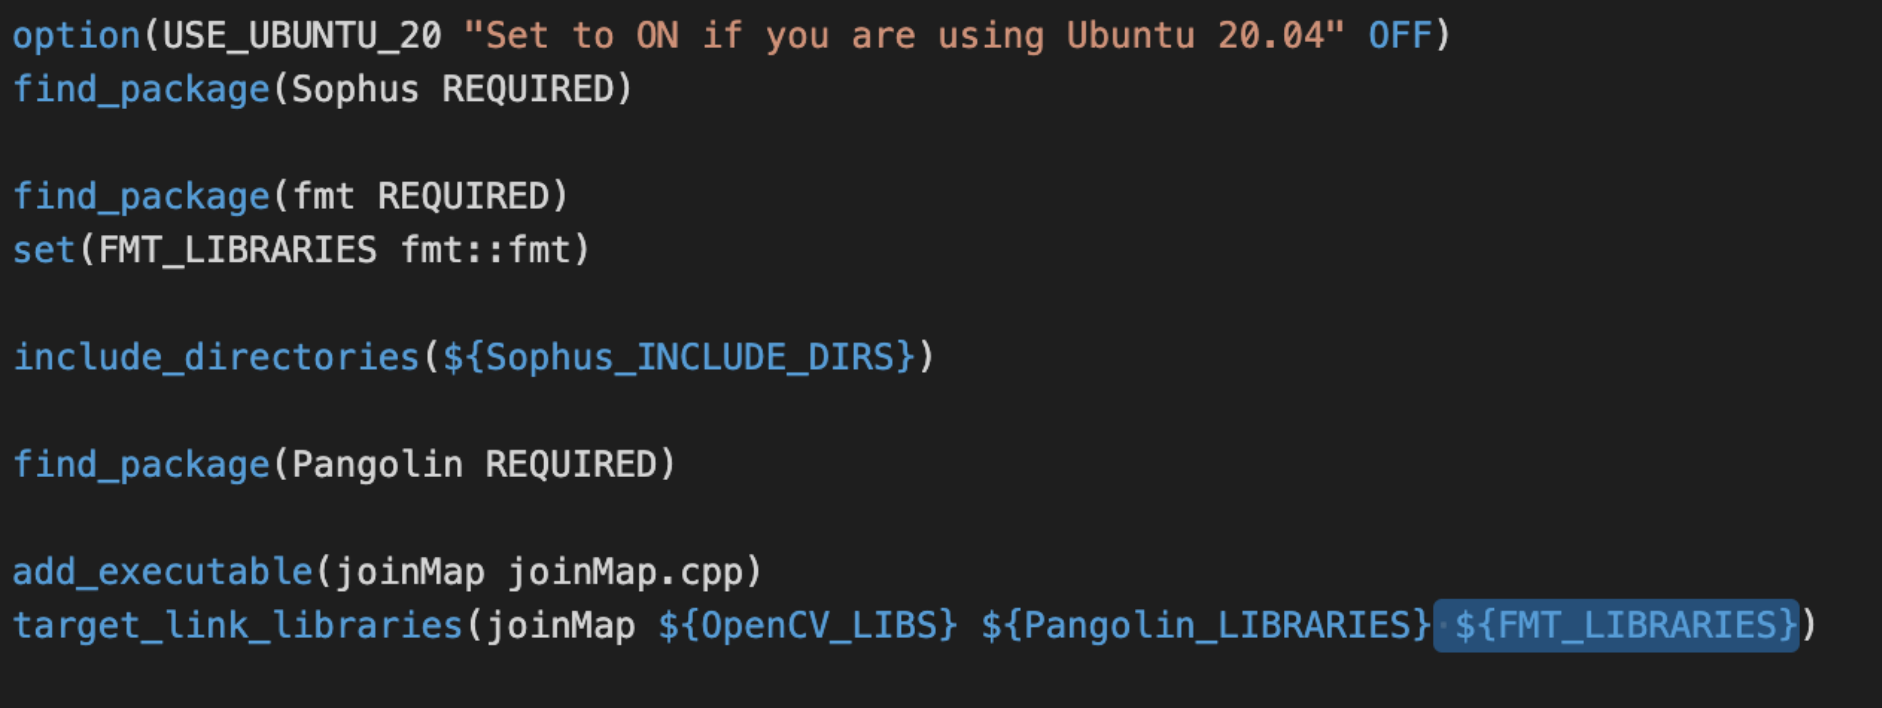 option(USE_UBUNTU_20 "Set to ON if you are using Ubuntu 20.04" OFF)
find_package(Sophus REQUIRED)
find_package(fmt REQUIRED)
set(FMT_LIBRARIES fmt::fmt)
include_directories(${Sophus_INCLUDE_DIRS})
find_package(Pangolin REQUIRED)
add_executable(joinMap joinMap.cpp)
target_link_libraries(joinMap ${OpenCV_LIBS} ${Pangolin_LIBRARIES} ${FMT_LIBRARIES})